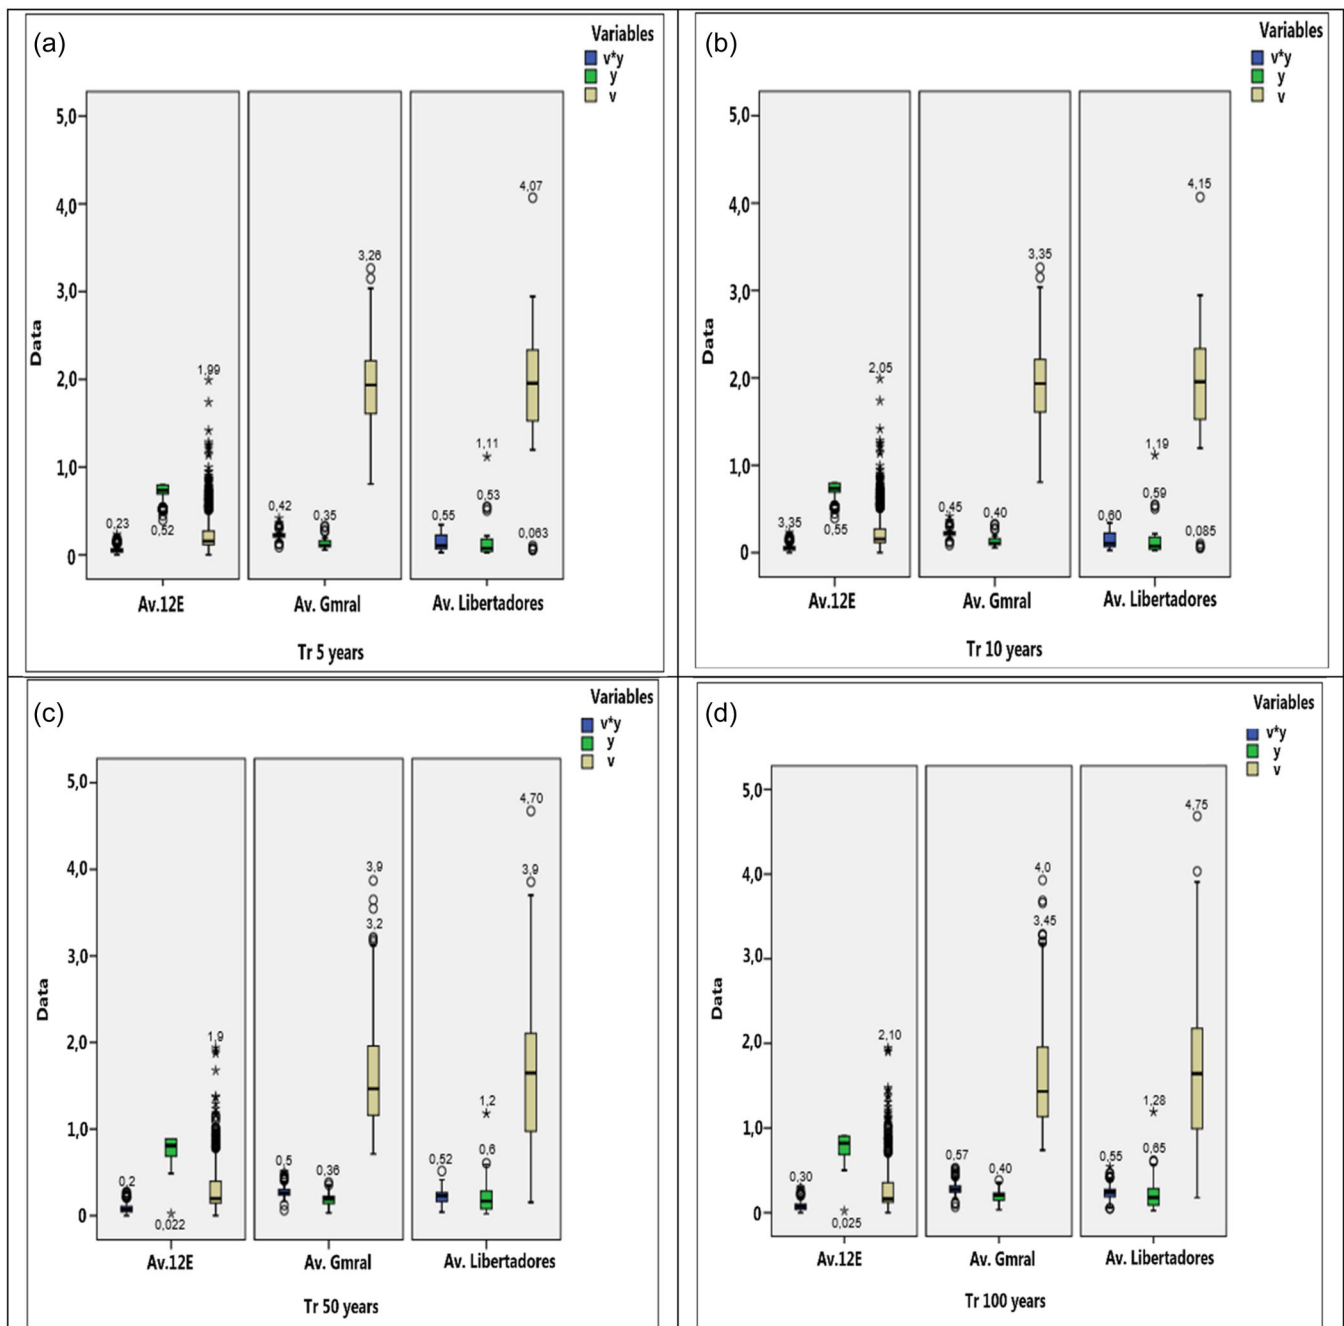 (a)
Variables
v*y
y
v
5,0
4,0
3,0
2,0
1,0
0
Data
0,23
0,52
1,99
0,42
0,35
3,26
0,55
1,11
0,53
4,07
0,063
Av.12E
Av. Gmral
Av. Libertadores
Tr 5 years
(b)
Variables
v*y
y
v
5,0
4,0
3,0
2,0
1,0
0
Data
3,35
0,55
2,05
0,45
0,40
3,35
0,60
1,19
0,59
4,15
0,085
Av.12E
Av. Gmral
Av. Libertadores
Tr 10 years
(c)
Variables
v*y
y
v
5,0
4,0
3,0
2,0
1,0
0
Data
0,2
0,022
1,9
0,5
0,36
3,9
3,2
0,52
1,2
0,6
4,70
3,9
Av.12E
Av. Gmral
Av. Libertadores
Tr 50 years
(d)
Variables
v*y
y
v
5,0
4,0
3,0
2,0
1,0
0
Data
0,30
0,025
2,10
0,57
0,40
4,0
3,45
0,55
1,28
0,65
4,75
Av.12E
Av. Gmral
Av. Libertadores
Tr 100 years